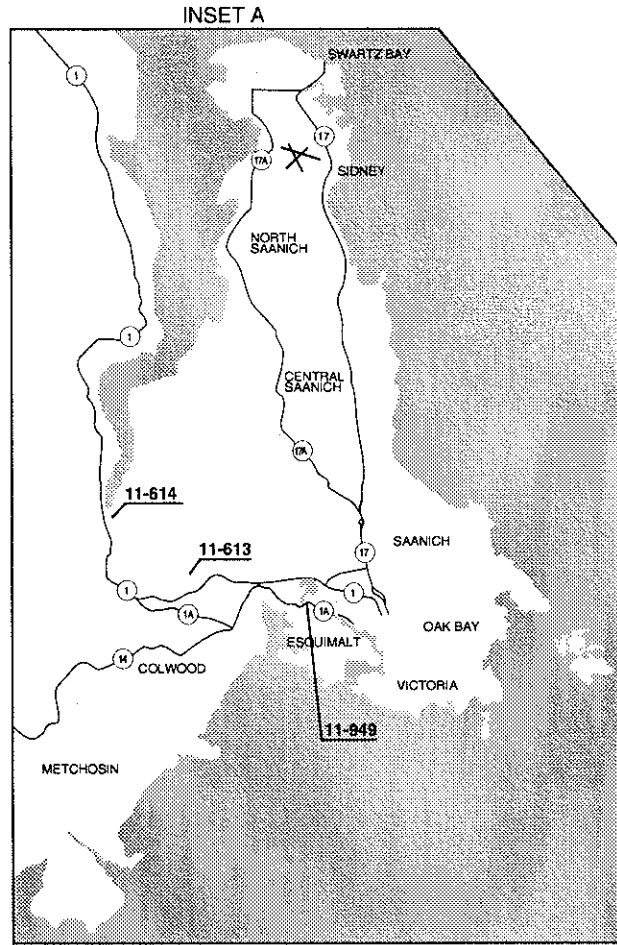 INSET A
SWARTZ BAY
1
17
17A
SIDNEY
NORTH
SAANICH
1
CENTRAL
SAANICH
17A
11-614
11-613
17
SAANICH
1
1
1A
1A
OAK BAY
ESQUIMALT
14
COLWOOD
VICTORIA
11-949
METCHOSIN